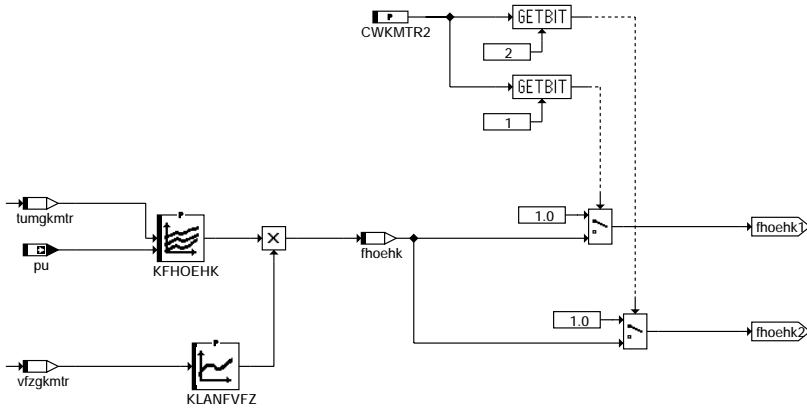 P
CWKMTR2
GETBIT
2
GETBIT
1
tumgkmtr
pu
P
KFHOEHK
fhoehk
1.0
fhoehk1
1.0
fhoehk2
vfzgkmtr
P
KLANFVFZ